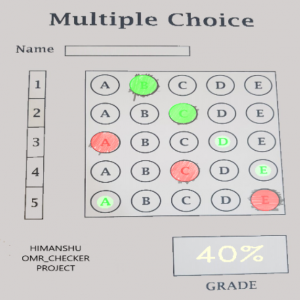 Multiple Choice
Name
1 A B C D E
2 A B C D E
3 A B C D E
4 A B C D E
5 A B C D E
HIMANSHU
OMR_CHECKER
PROJECT
40%
GRADE